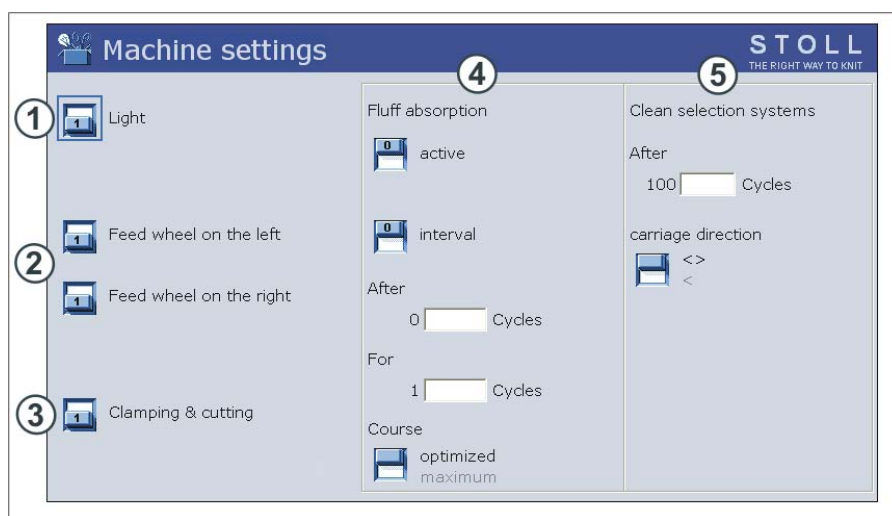 Machine settings
STOLL
THE RIGHT WAY TO KNIT
1
1
Light
2
1
Feed wheel on the left
1
Feed wheel on the right
3
1
Clamping & cutting
4
Fluff absorption
0
active
0
interval
After
0 Cycles
For
1 Cycles
Course
optimized
maximum
5
Clean selection systems
After
100 Cycles
carriage direction
<>
<